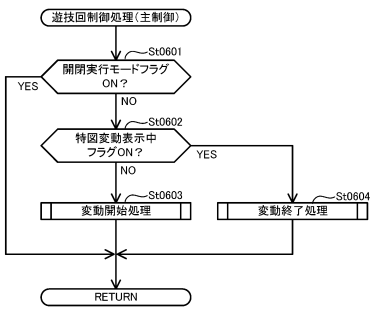 遊技回制御処理(主制御)
St0601
開閉実行モードフラグ
ON?
YES
NO
St0602
特図変動表示中
フラグON?
YES
NO
St0603
変動開始処理
St0604
変動終了処理
RETURN